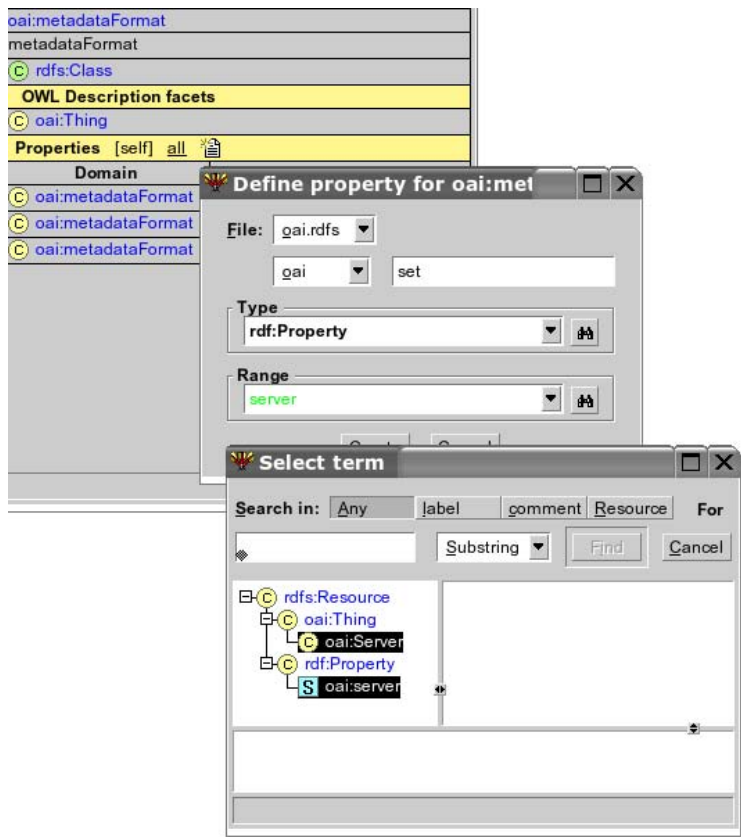 oai:metadataFormat
metadataFormat
C rdfs:Class
OWL Description facets
C oai:Thing
Properties [self] all
Domain
C oai:metadataFormat
C oai:metadataFormat
C oai:metadataFormat
Define property for oai:met
File: oai.rdfs
oai set
Type
rdf:Property
Range
server
Select term
Search in: Any label comment Resource For
Substring Find Cancel
C rdfs:Resource
C oai:Thing
C oai:Server
C rdf:Property
S oai:server